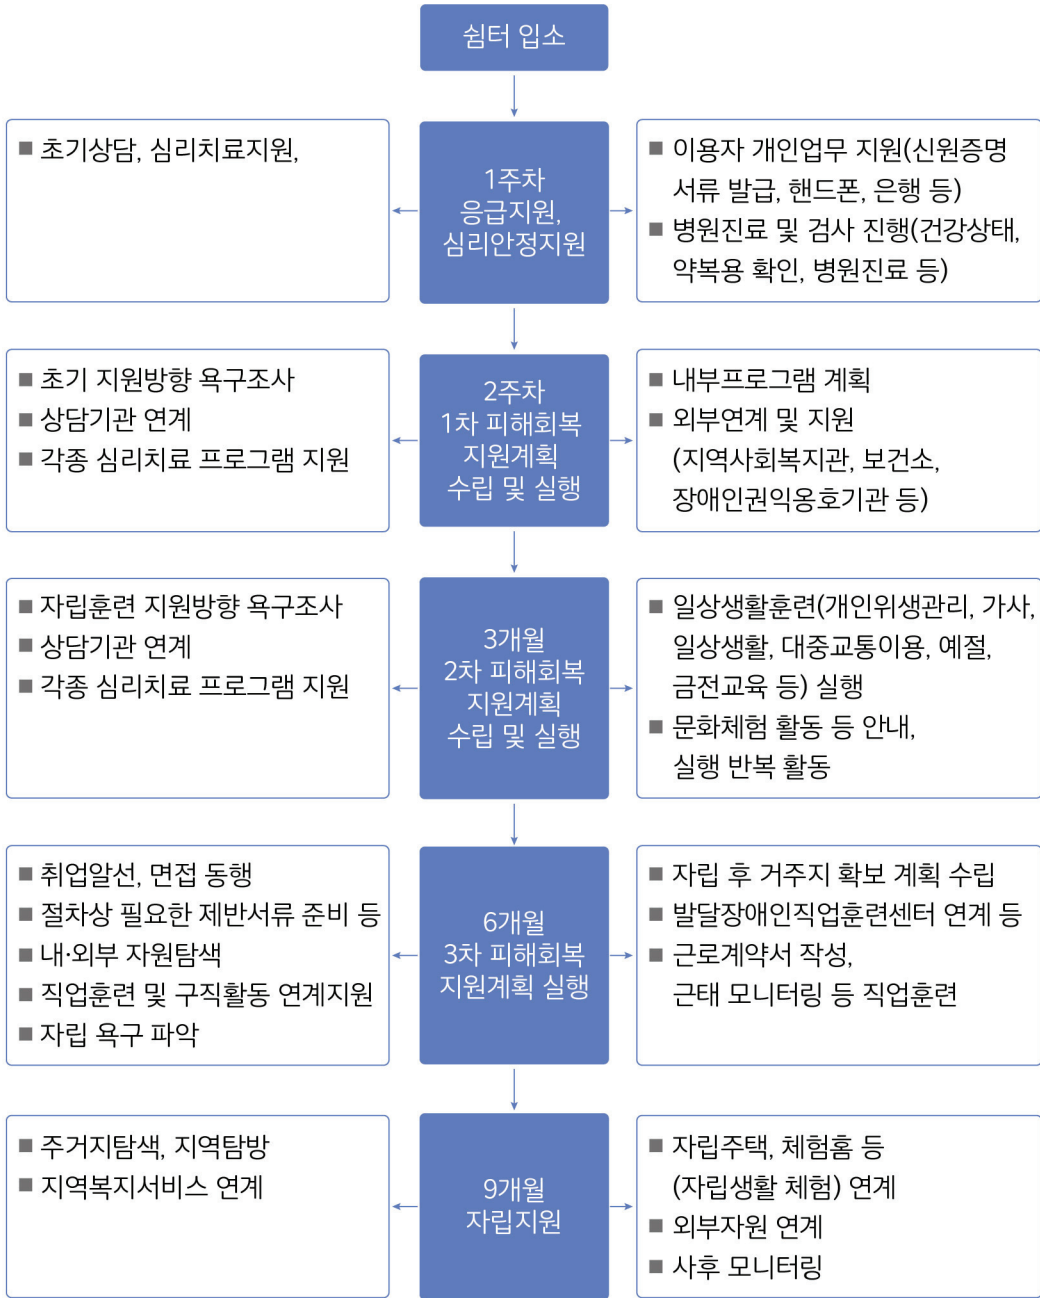 쉼터 입소
■ 초기상담, 심리치료지원,
1주차
응급지원,
심리안정지원
■ 이용자 개인업무 지원(신원증명
서류 발급, 핸드폰, 은행 등)
■ 병원진료 및 검사 진행(건강상태,
약복용 확인, 병원진료 등)
■ 초기 지원방향 욕구조사
■ 상담기관 연계
■ 각종 심리치료 프로그램 지원
2주차
1차 피해회복
지원계획
수립 및 실행
■ 내부프로그램 계획
■ 외부연계 및 지원
(지역사회복지관, 보건소,
장애인권익옹호기관 등)
■ 자립훈련 지원방향 욕구조사
■ 상담기관 연계
■ 각종 심리치료 프로그램 지원
3개월
2차 피해회복
지원계획
수립 및 실행
■ 일상생활훈련(개인위생관리, 가사,
일상생활, 대중교통이용, 예절,
금전교육 등) 실행
■ 문화체험 활동 등 안내,
실행 반복 활동
■ 취업알선, 면접 동행
■ 절차상 필요한 제반서류 준비 등
■ 내·외부 자원탐색
■ 직업훈련 및 구직활동 연계지원
■ 자립 욕구 파악
6개월
3차 피해회복
지원계획 실행
■ 자립 후 거주지 확보 계획 수립
■ 발달장애인직업훈련센터 연계 등
■ 근로계약서 작성,
근태 모니터링 등 직업훈련
■ 주거지탐색, 지역탐방
■ 지역복지서비스 연계
9개월
자립지원
■ 자립주택, 체험홈 등
(자립생활 체험) 연계
■ 외부자원 연계
■ 사후 모니터링